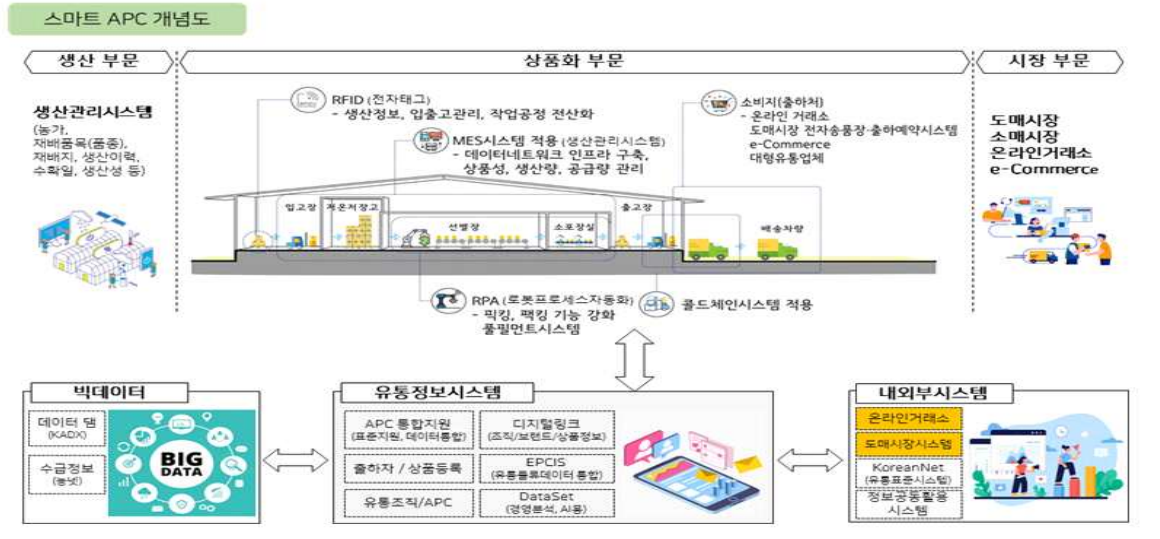 스마트 APC 개념도
생산 부문
상품화 부문
시장 부문
생산관리시스템
(농가,
재배품목(품종),
재배지, 생산이력,
수확일, 생산성 등)
RFID (전자태그)
- 생산정보, 입출고관리, 작업공정 전산화
MES시스템 적용 (생산관리시스템)
- 데이터네트워크 인프라 구축,
상품성, 생산량, 공급량 관리
소비지(출하처)
- 온라인 거래소
도매시장 전자송품장·출하예약시스템
e-Commerce
대형유통업체
도매시장
소매시장
온라인거래소
e-Commerce
입고장
저온저장고
선별장
소포장실
출고장
배송차량
RPA (로봇프로세스자동화)
- 픽킹, 팩킹 기능 강화
풀필먼트시스템
콜드체인시스템 적용
빅데이터
데이터 댐
(KADX)
수급정보
(농넷)
BIG
DATA
유통정보시스템
APC 통합지원
(표준지원, 데이터통합)
출하자 / 상품등록
유통조직/APC
디지털링크
(조직/브랜드/상품정보)
EPCIS
(유통물류데이터 통합)
DataSet
(경영분석, AI용)
내외부시스템
온라인거래소
도매시장시스템
KoreanNet
(유통표준시스템)
정보공동활용
시스템